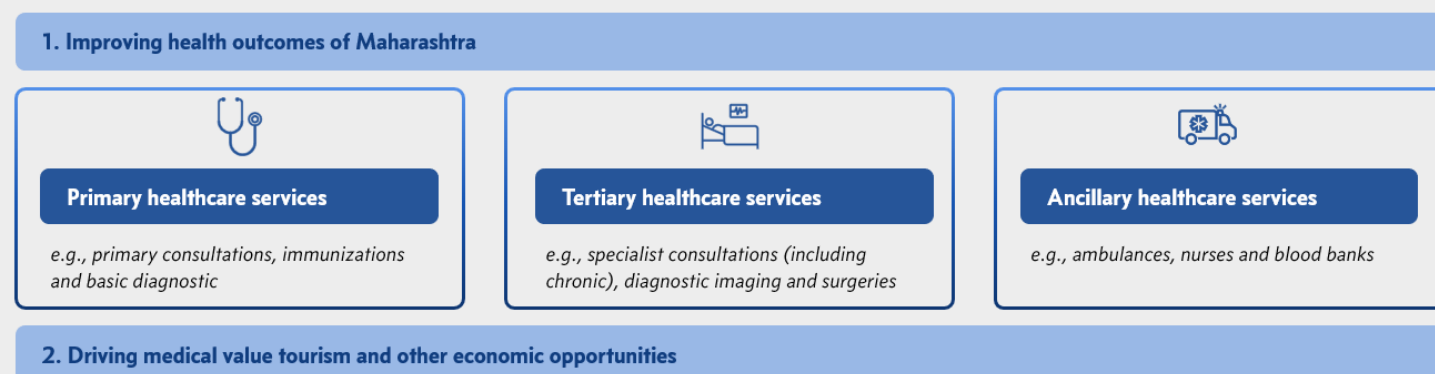 1. Improving health outcomes of Maharashtra
Primary healthcare services
e.g., primary consultations, immunizations
and basic diagnostic
Tertiary healthcare services
e.g., specialist consultations (including
chronic), diagnostic imaging and surgeries
Ancillary healthcare services
e.g., ambulances, nurses and blood banks
2. Driving medical value tourism and other economic opportunities